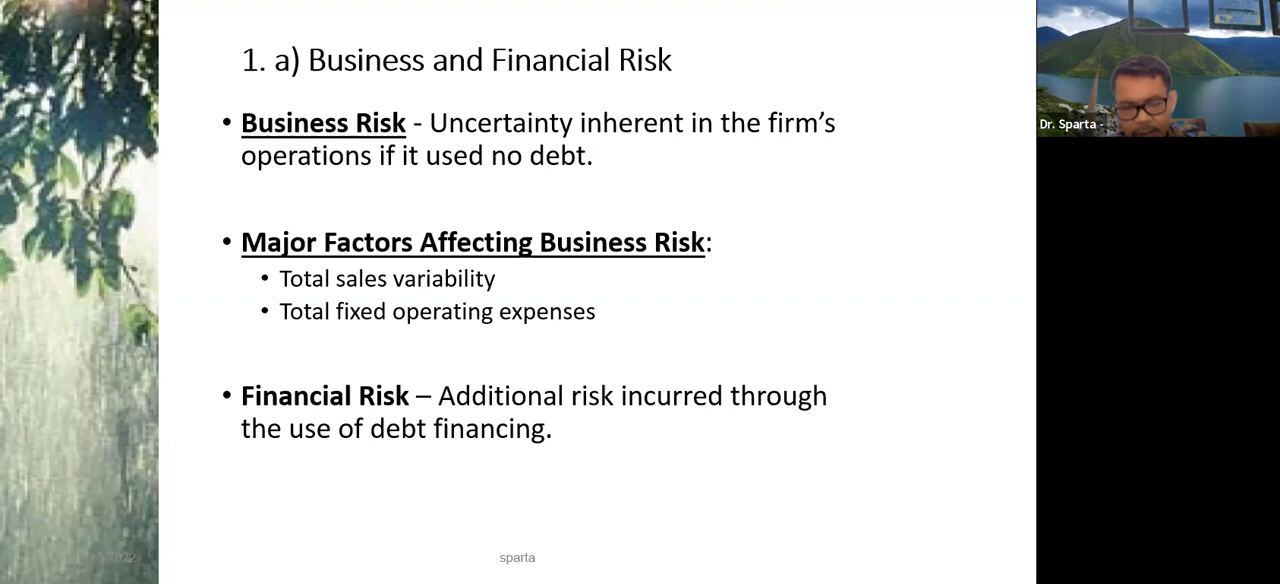 1. a) Business and Financial Risk
• Business Risk - Uncertainty inherent in the firm’s
operations if it used no debt.
• Major Factors Affecting Business Risk:
• Total sales variability
• Total fixed operating expenses
• Financial Risk – Additional risk incurred through
the use of debt financing.
sparta
Dr. Sparta -